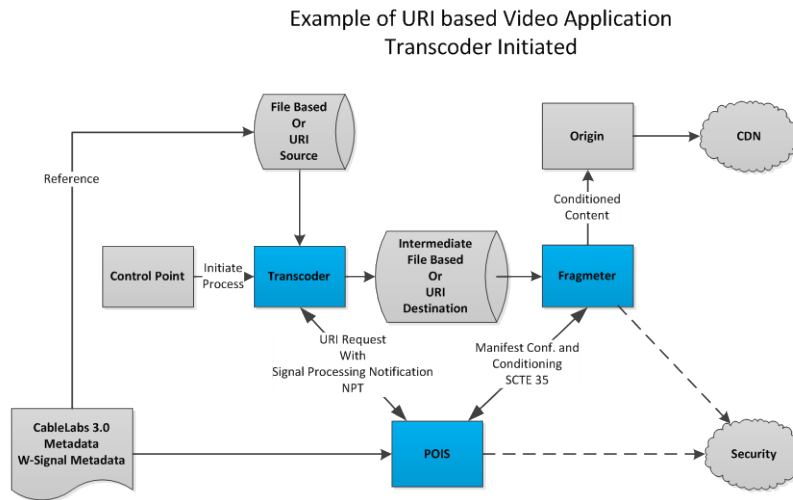 Example of URI based Video Application
Transcoder Initiated
File Based
Or
URI
Source
Origin
CDN
Reference
Conditioned
Content
Control Point
Initiate
Process
Transcoder
Intermediate
File Based
Or
URI
Destination
Fragmeter
URI Request
With
Signal Processing Notification
NPT
Manifest Conf. and
Conditioning
SCTE 35
CableLabs 3.0
Metadata
W-Signal Metadata
POIS
Security